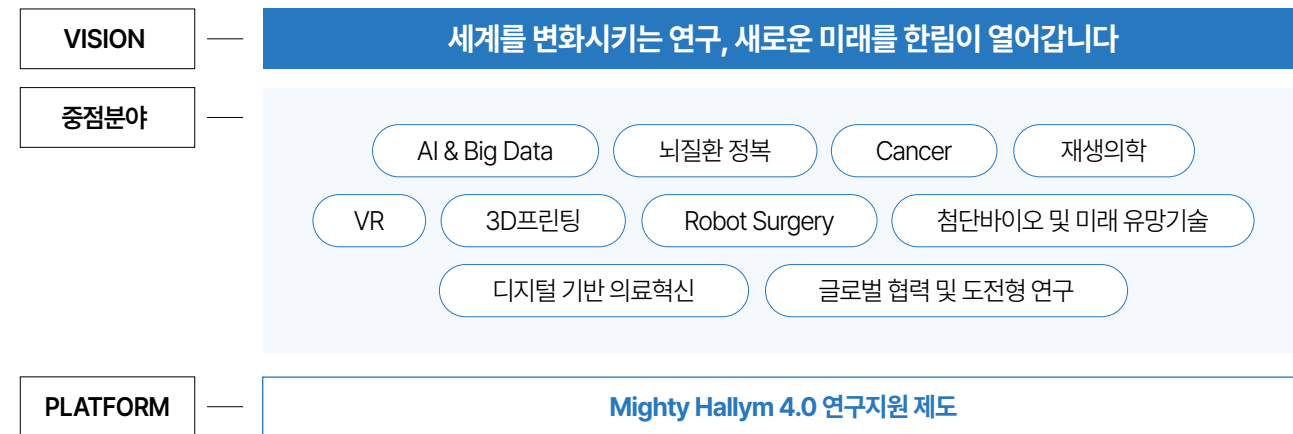 VISION
세계를 변화시키는 연구, 새로운 미래를 한림이 열어갑니다
중점분야
AI & Big Data
뇌질환 정복
Cancer
재생의학
VR
3D프린팅
Robot Surgery
첨단바이오 및 미래 유망기술
디지털 기반 의료혁신
글로벌 협력 및 도전형 연구
PLATFORM
Mighty Hallym 4.0 연구지원 제도